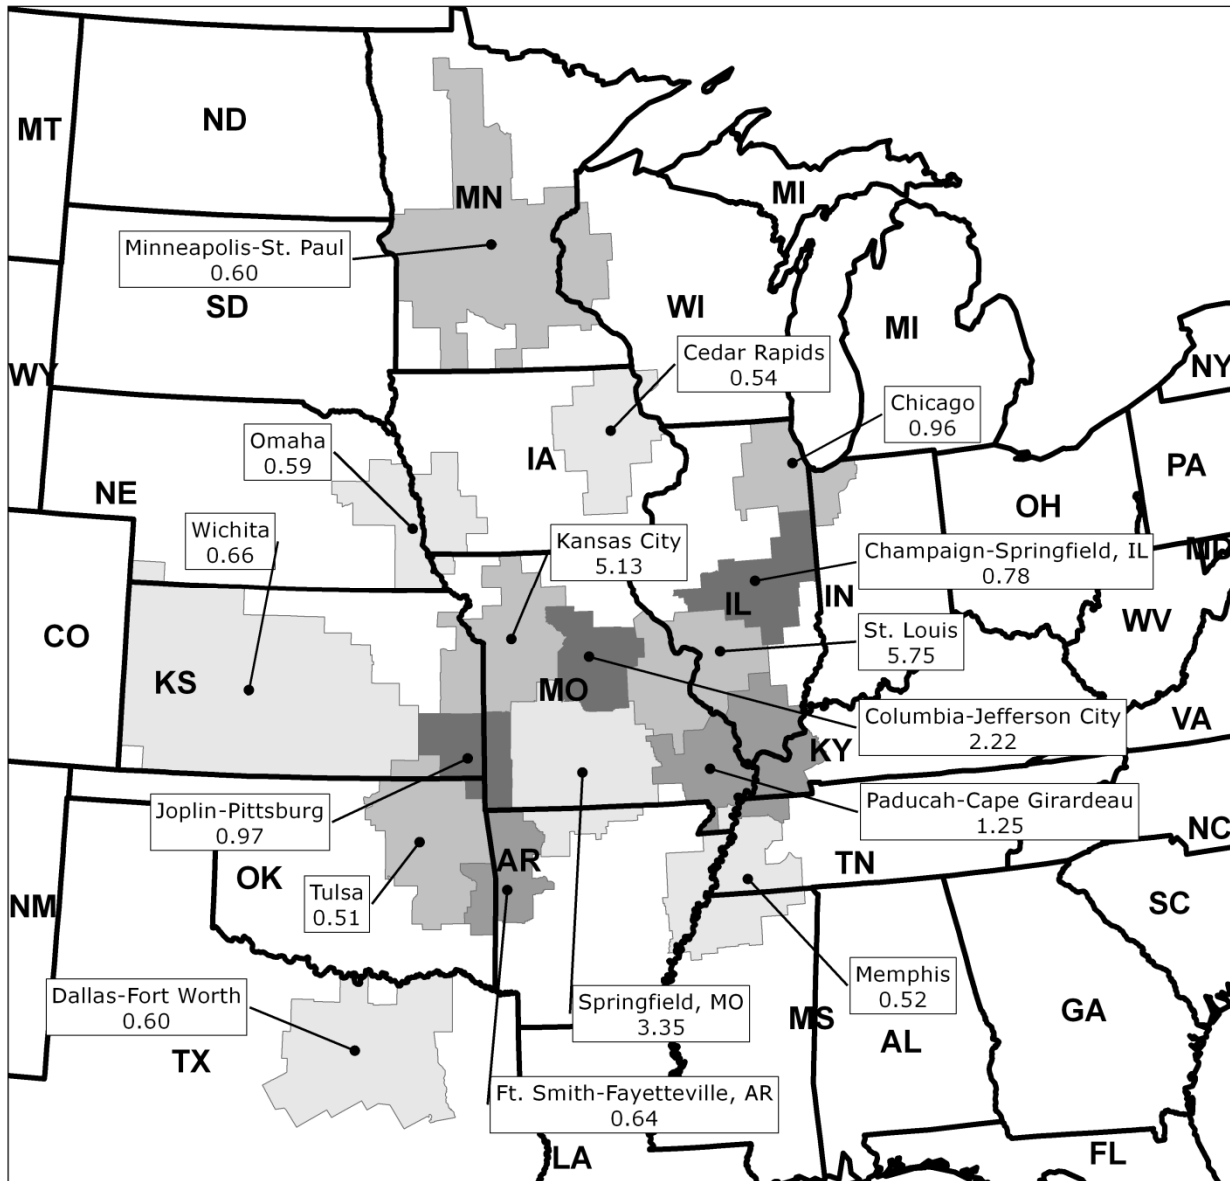 MT
ND
MN
MI
Minneapolis-St. Paul
0.60
SD
WI
MI
WY
Cedar Rapids
0.54
NY
Chicago
0.96
Omaha
0.59
IA
PA
NE
OH
Wichita
0.66
Kansas City
5.13
Champaign-Springfield, IL
0.78
MD
IL
IN
CO
WV
St. Louis
5.75
KS
MO
Columbia-Jefferson City
2.22
VA
KY
Joplin-Pittsburg
0.97
Paducah-Cape Girardeau
1.25
NC
AR
TN
OK
Tulsa
0.51
NM
SC
Dallas-Fort Worth
0.60
Springfield, MO
3.35
Memphis
0.52
MS
GA
AL
TX
Ft. Smith-Fayetteville, AR
0.64
LA
FL